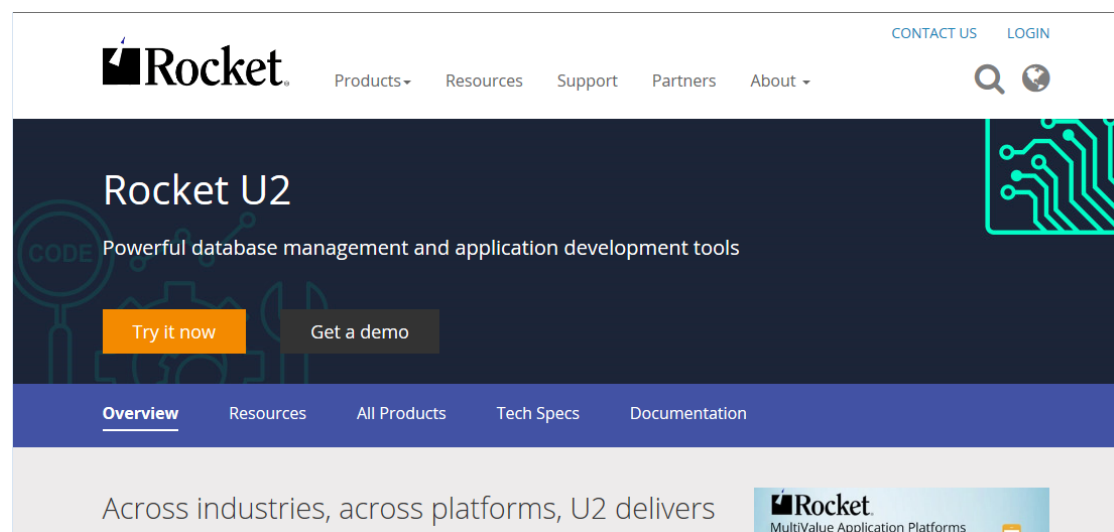 CONTACT US LOGIN
Rocket.
Products Resources Support Partners About
Rocket U2
CODE
Powerful database management and application development tools
Try it now Get a demo
Overview Resources All Products Tech Specs Documentation
Across industries, across platforms, U2 delivers
Rocket.
MultiValue Application Platforms